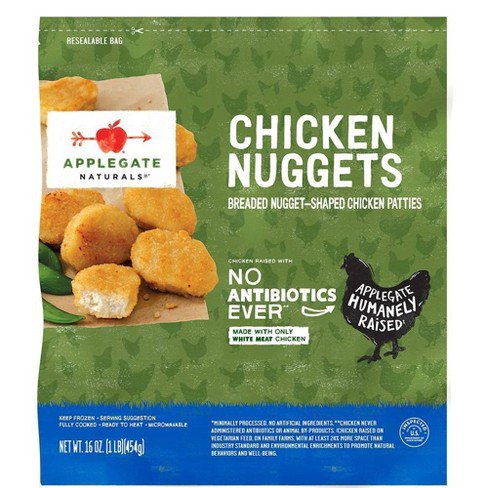 RESEALABLE BAG
APPLEGATE
NATURALS®*
CHICKEN
NUGGETS
BREADED NUGGET-SHAPED CHICKEN PATTIES
CHICKEN RAISED WITH
NO
ANTIBIOTICS
EVER**
MADE WITH ONLY
WHITE MEAT CHICKEN
APPLEGATE
HUMANELY
RAISED‡
KEEP FROZEN - SERVING SUGGESTION
FULLY COOKED - READY TO HEAT - MICROWAVABLE
NET WT. 16 OZ. (1 LB)(454g)
*MINIMALLY PROCESSED. NO ARTIFICIAL INGREDIENTS. **CHICKEN NEVER
ADMINISTERED ANTIBIOTICS OR ANIMAL BY-PRODUCTS. ‡CHICKEN RAISED ON
VEGETARIAN FEED, ON FAMILY FARMS, WITH AT LEAST 24% MORE SPACE THAN
INDUSTRY STANDARD AND ENVIRONMENTAL ENRICHMENTS TO PROMOTE NATURAL
BEHAVIORS AND WELL-BEING.
INSPECTED
U.S.